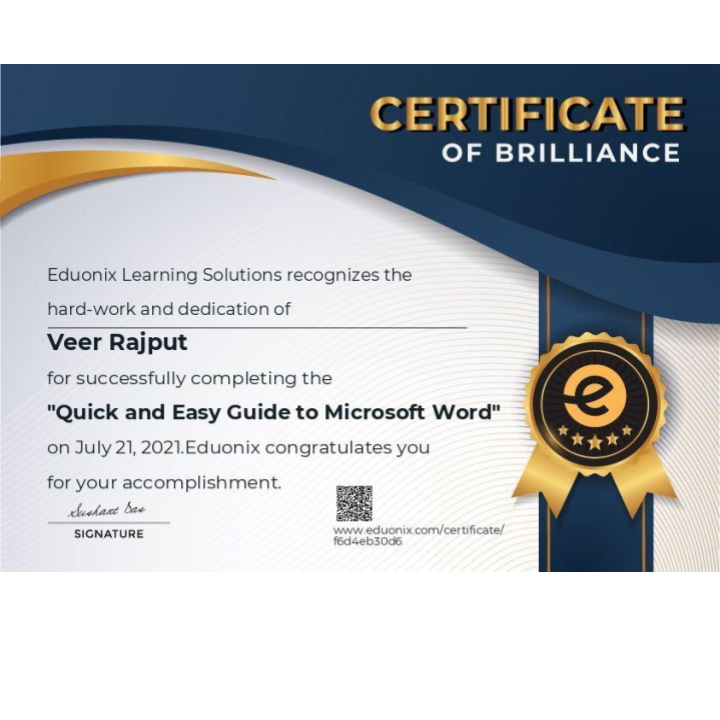 CERTIFICATE
OF BRILLIANCE
Eduonix Learning Solutions recognizes the
hard-work and dedication of
Veer Rajput
for successfully completing the
"Quick and Easy Guide to Microsoft Word"
on July 21, 2021.Eduonix congratulates you
for your accomplishment.
Sushant Das
SIGNATURE
www.eduonix.com/certificate/
f6d4eb30d6